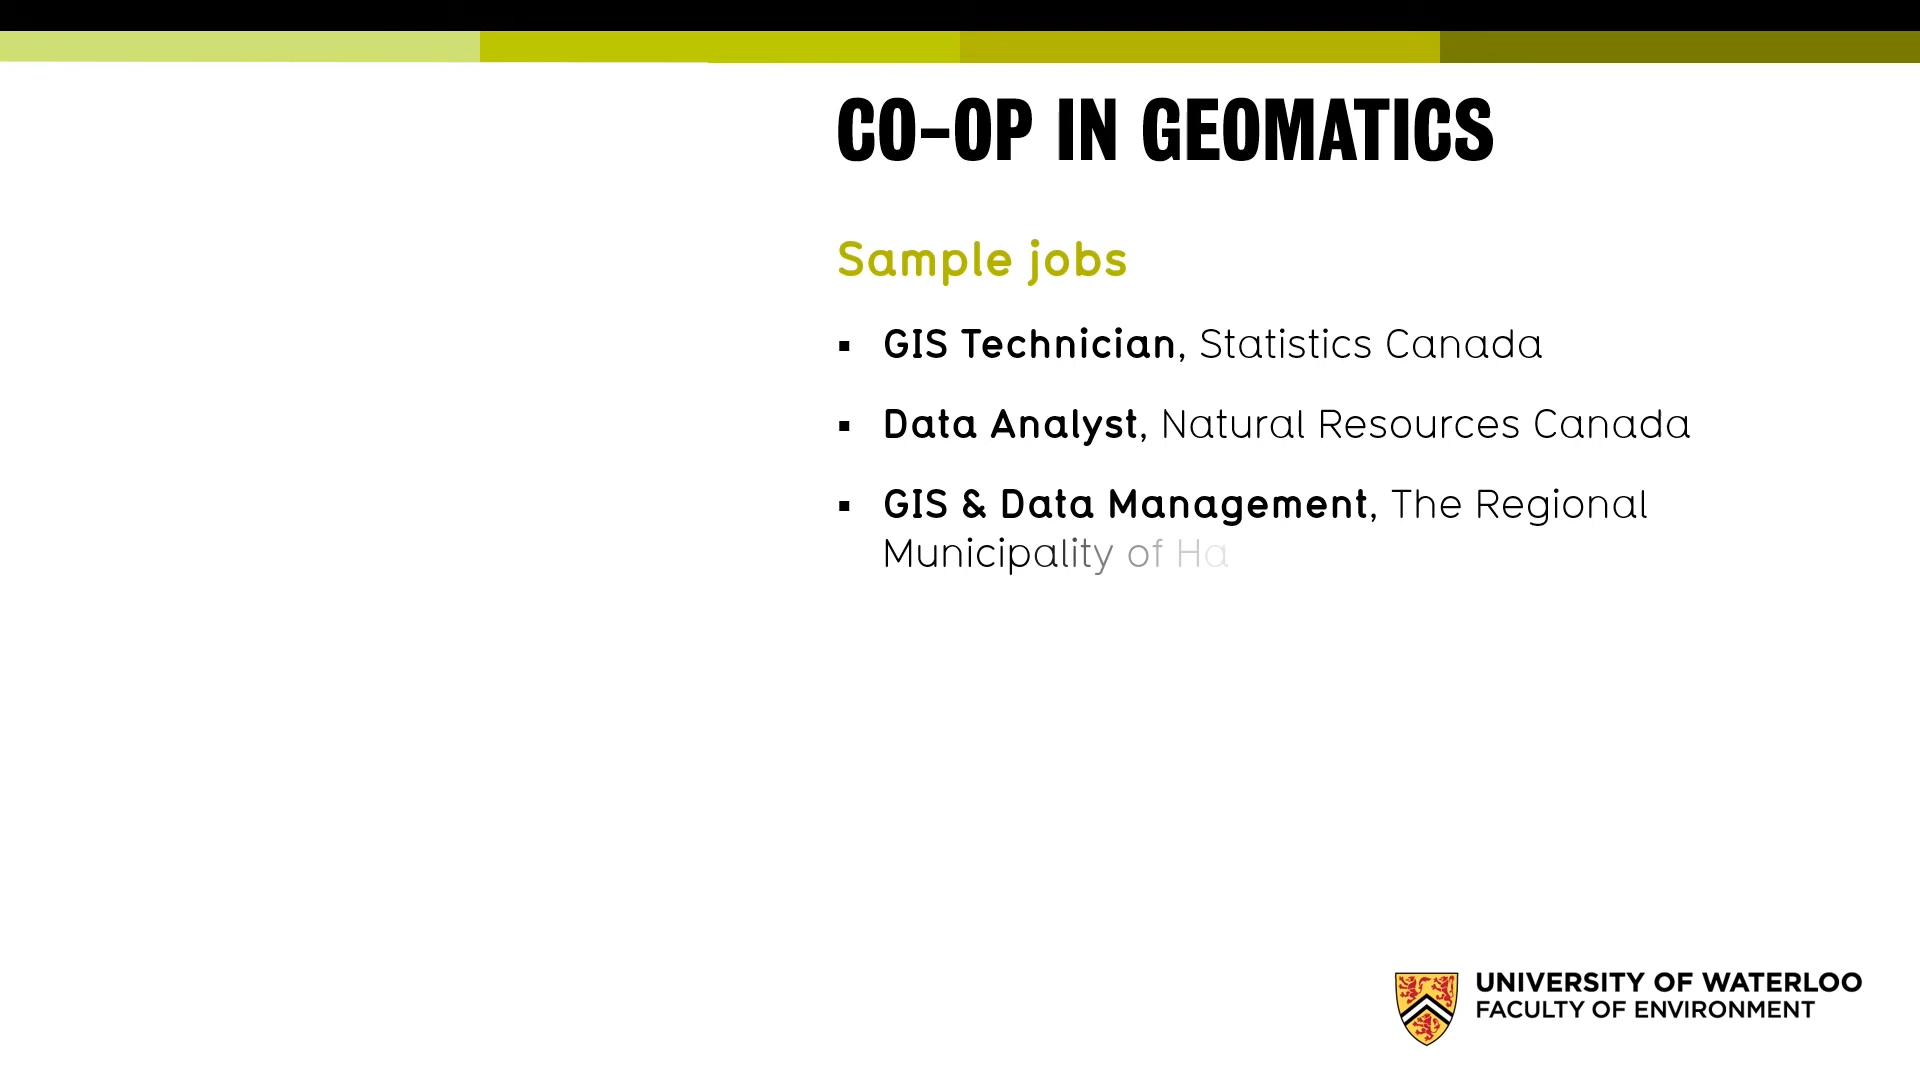 CO-OP IN GEOMATICS
Sample jobs
▪ GIS Technician, Statistics Canada
▪ Data Analyst, Natural Resources Canada
▪ GIS & Data Management, The Regional
Municipality of Ha
UNIVERSITY OF WATERLOO
FACULTY OF ENVIRONMENT